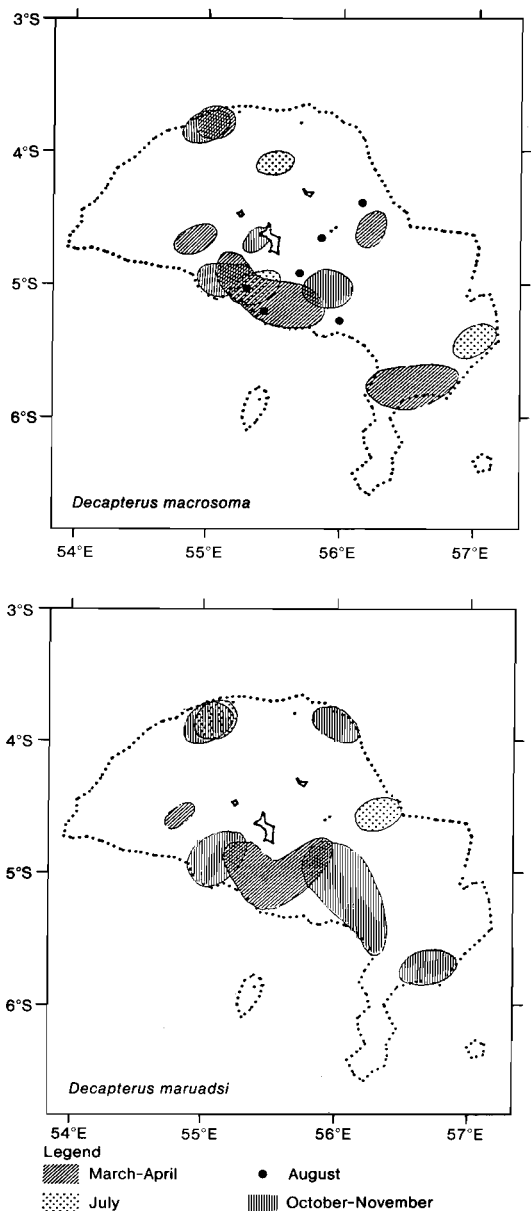 3°S
4°S
5°S
6°S
Decapterus macrosoma
54°E 55°E 56°E 57°E
3°S
4°S
5°S
6°S
Decapterus maruadsi
54°E 55°E 56°E 57°E
Legend
March-April August
July October-November